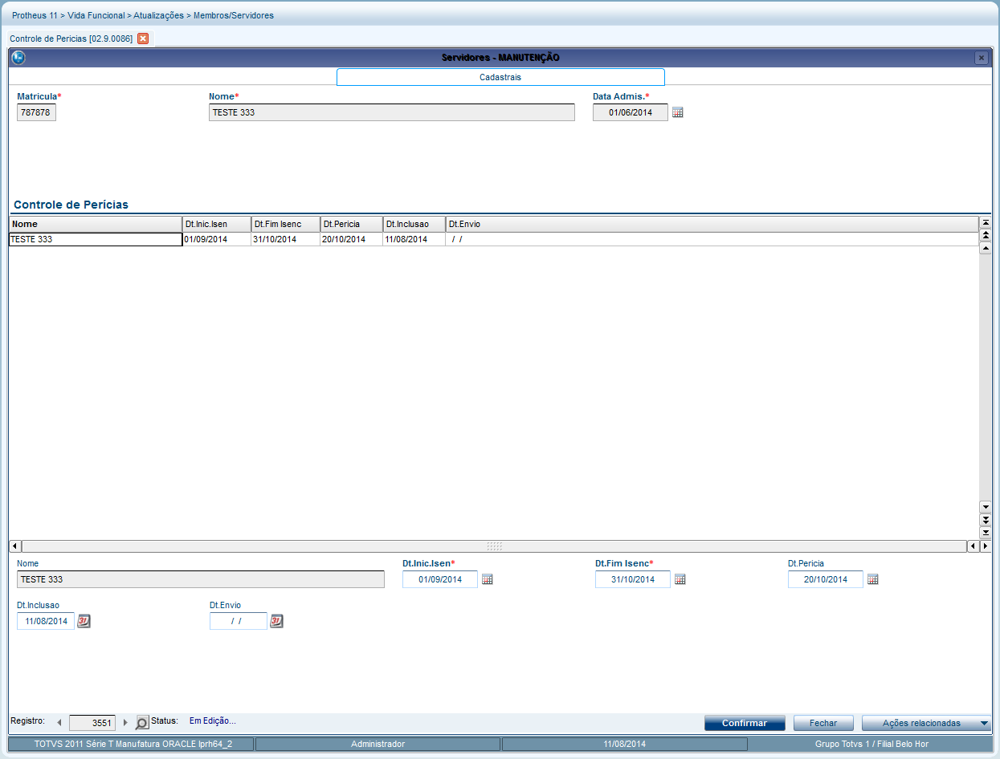 Protheus 11 > Vida Funcional > Atualizações > Membros/Servidores
Controle de Pericias [02.9.0086]
Servidores - MANUTENÇÃO
Cadastrais
Matricula* Nome* Data Admis.*
787878 TESTE 333 01/06/2014
Controle de Perícias
Nome Dt.Inic.Isen Dt.Fim Isenc Dt.Pericia Dt.Inclusao Dt.Envio
TESTE 333 01/09/2014 31/10/2014 20/10/2014 11/08/2014 / /
Nome Dt.Inic.Isen* Dt.Fim Isenc* Dt.Pericia
TESTE 333 01/09/2014 31/10/2014 20/10/2014
Dt.Inclusao Dt.Envio
11/08/2014 31 / / 31
Registro: 3551 Status: Em Edição... Confirmar Fechar Ações relacionadas
TOTVS 2011 Série T Manufatura ORACLE lprh64_2 Administrador 11/08/2014 Grupo Totvs 1 / Filial Belo Hor